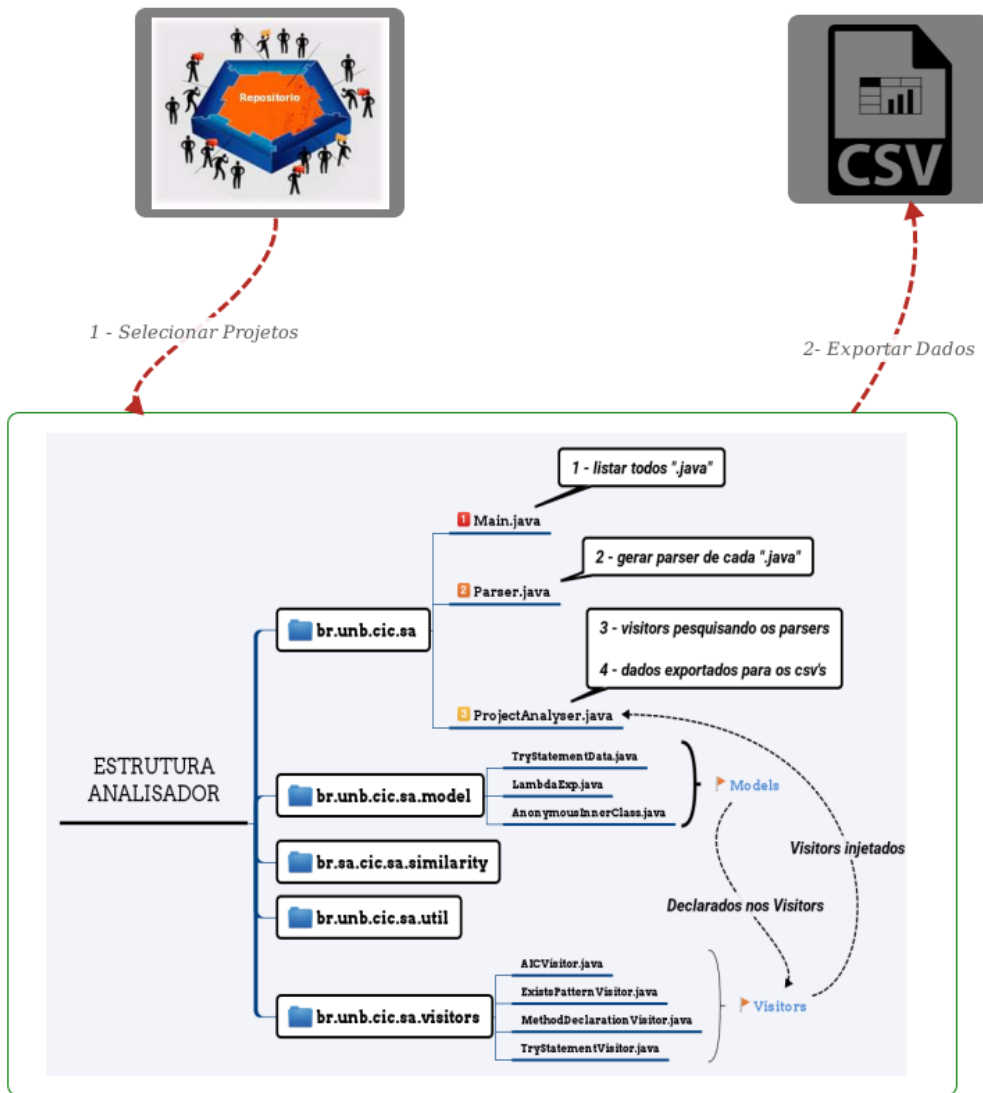 Repositorio
CSV
1 - Selecionar Projetos
2- Exportar Dados
1 - listar todos ".java"
1 Main.java
2 - gerar parser de cada ".java"
2 Parser.java
3 - visitors pesquisando os parsers
4 - dados exportados para os csv's
br.unb.cic.sa
3 ProjectAnalyser.java
ESTRUTURA
ANALISADOR
br.unb.cic.sa.model
TryStatementData.java
LambdaExp.java
AnonymousInnerClass.java
Models
Visitors injetados
br.sa.cic.sa.similarity
br.unb.cic.sa.util
Declarados nos Visitors
br.unb.cic.sa.visitors
AICVisitor.java
ExistsPatternVisitor.java
MethodDeclarationVisitor.java
TryStatementVisitor.java
Visitors